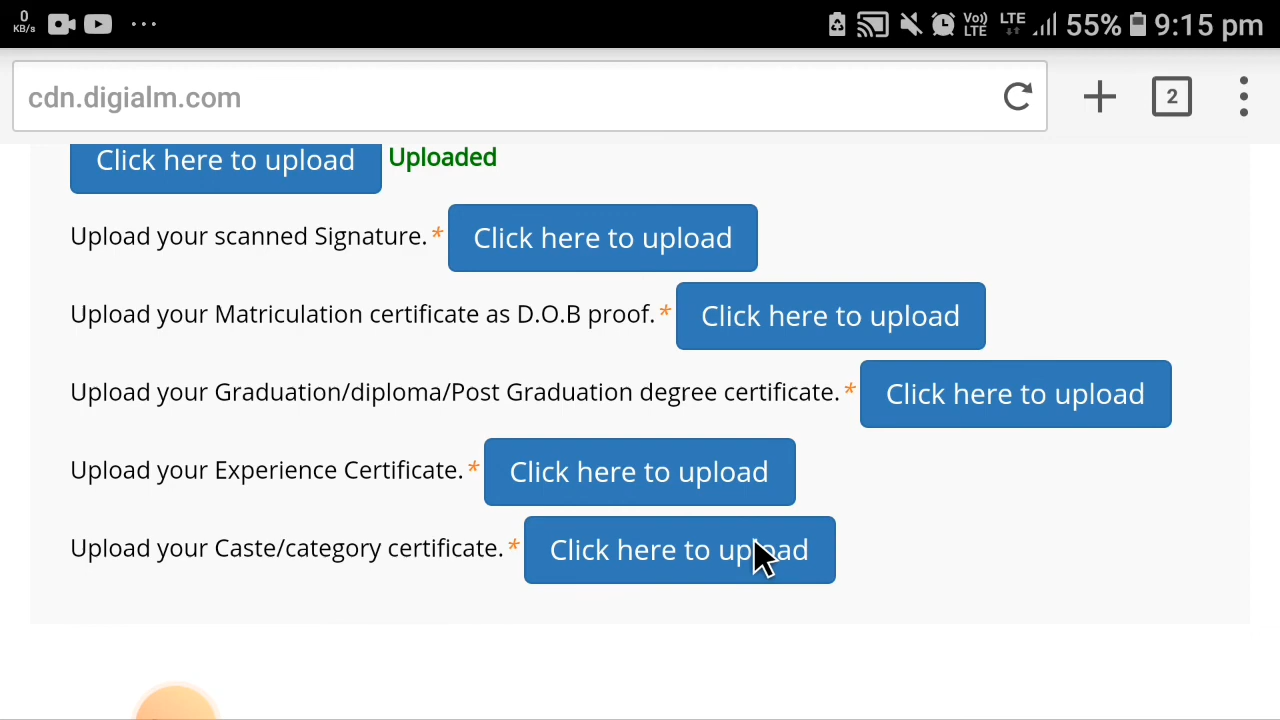 0
KB/s
... Vo)) LTE LTE 55% 9:15 pm
cdn.digialm.com 2
Click here to upload Uploaded
Upload your scanned Signature.* Click here to upload
Upload your Matriculation certificate as D.O.B proof.* Click here to upload
Upload your Graduation/diploma/Post Graduation degree certificate.* Click here to upload
Upload your Experience Certificate.* Click here to upload
Upload your Caste/category certificate.* Click here to upload